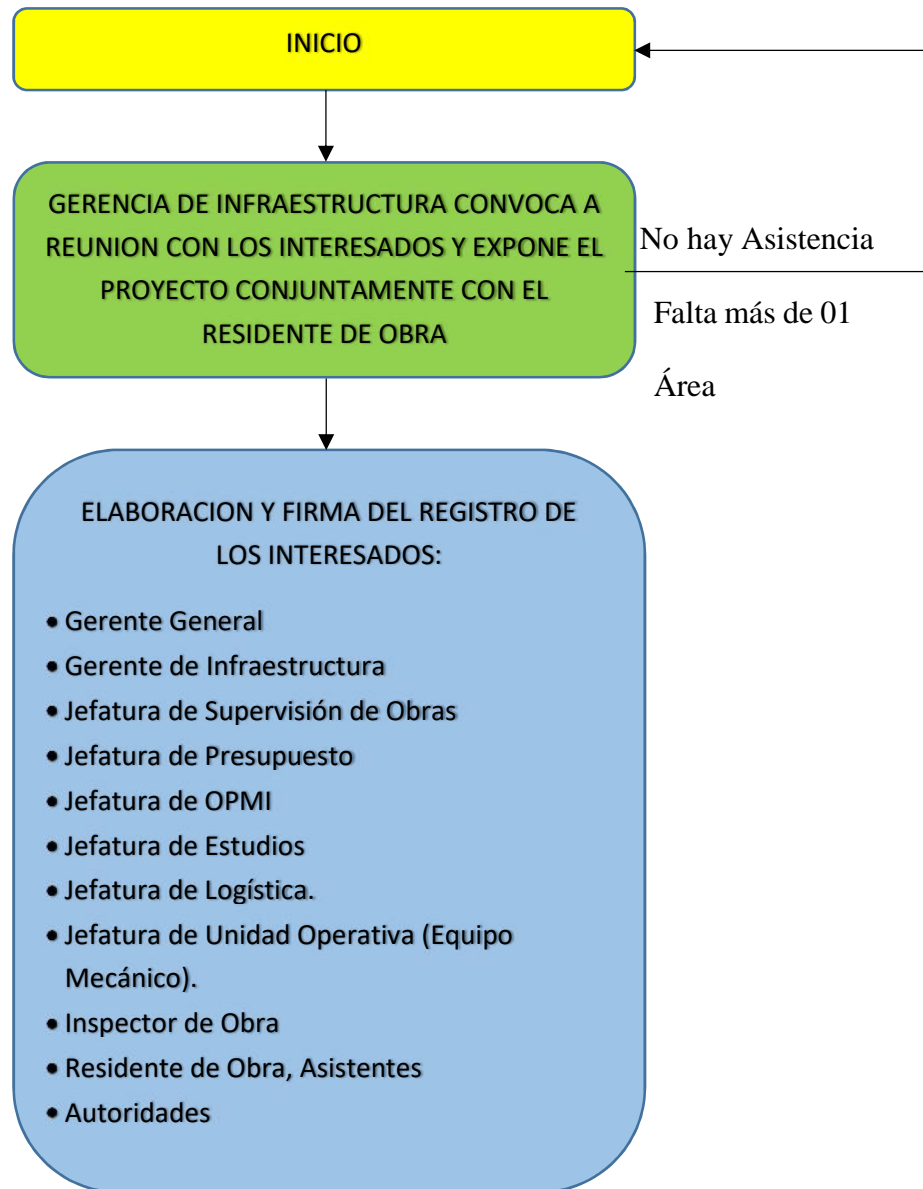 INICIO
GERENCIA DE INFRAESTRUCTURA CONVOCA A
REUNION CON LOS INTERESADOS Y EXPONE EL
PROYECTO CONJUNTAMENTE CON EL
RESIDENTE DE OBRA
No hay Asistencia
Falta más de 01
Área
ELABORACION Y FIRMA DEL REGISTRO DE
LOS INTERESADOS:
• Gerente General
• Gerente de Infraestructura
• Jefatura de Supervisión de Obras
• Jefatura de Presupuesto
• Jefatura de OPMI
• Jefatura de Estudios
• Jefatura de Logística.
• Jefatura de Unidad Operativa (Equipo
Mecánico).
• Inspector de Obra
• Residente de Obra, Asistentes
• Autoridades